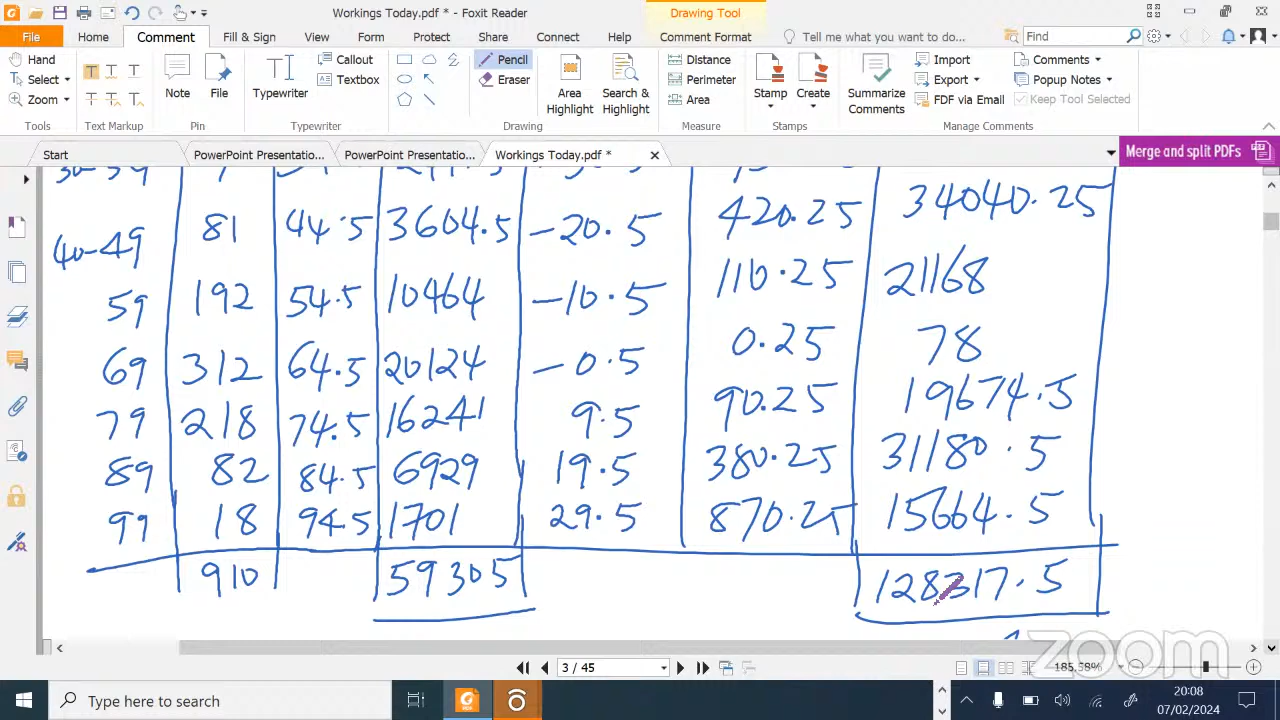 Workings Today.pdf * - Foxit Reader
Drawing Tool
File Home Comment Fill & Sign View Form Protect Share Connect Help Comment Format Tell me what you want to do... Find
Hand
Select
Zoom
Tools
T T T
T T T
Text Markup
Note
File
Pin
Typewriter
Callout
Textbox
Typewriter
Pencil
Eraser
Drawing
Area Highlight
Search & Highlight
Distance
Perimeter
Area
Measure
Stamp
Create
Stamps
Summarize Comments
Import
Export
FDF via Email
Comments
Popup Notes
Keep Tool Selected
Manage Comments
Start PowerPoint Presentatio... PowerPoint Presentatio... Workings Today.pdf * Merge and split PDFs
34040.25
40-49 81 44.5 3604.5 -20.5 420.25
59 192 54.5 10464 -10.5 110.25 21168
69 312 64.5 20124 -0.5 0.25 78
79 218 74.5 16241 9.5 90.25 19674.5
89 82 84.5 6929 19.5 380.25 31180.5
99 18 94.5 1701 29.5 870.25 15664.5
910 59305 128317.5
zoom
3 / 45 185.58%
Type here to search
20:08
07/02/2024